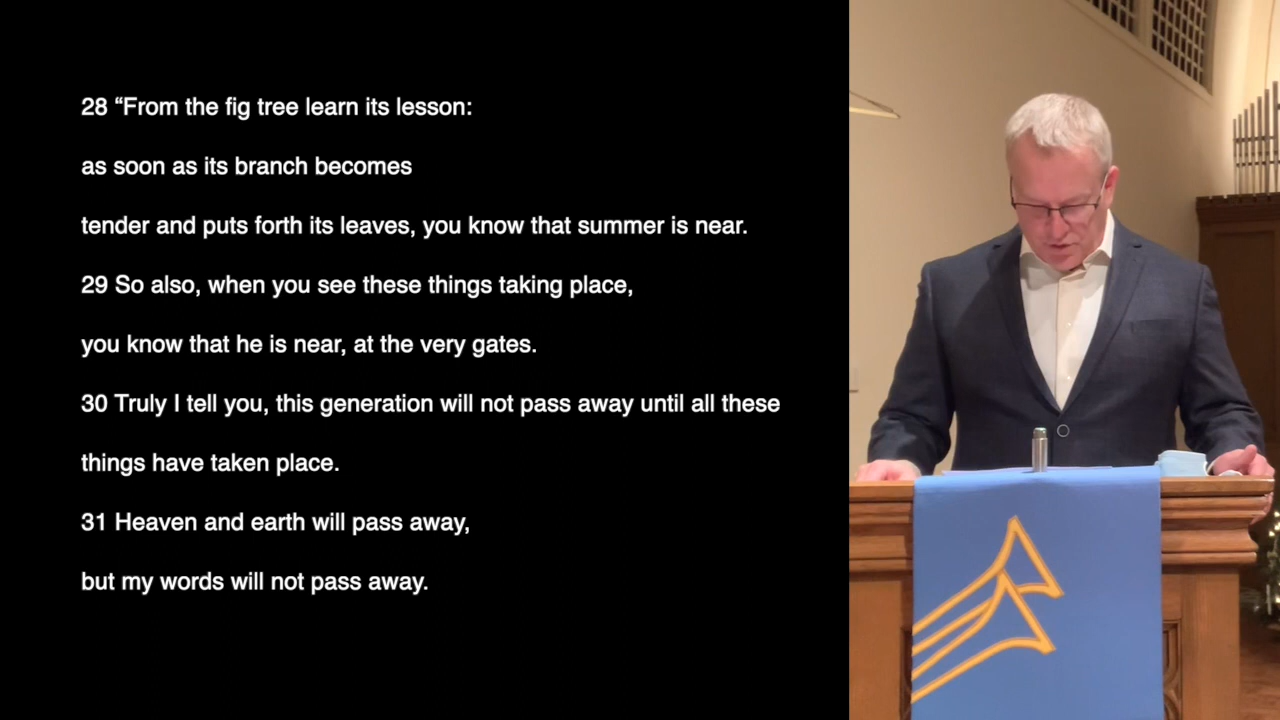 28 “From the fig tree learn its lesson:
as soon as its branch becomes
tender and puts forth its leaves, you know that summer is near.
29 So also, when you see these things taking place,
you know that he is near, at the very gates.
30 Truly I tell you, this generation will not pass away until all these
things have taken place.
31 Heaven and earth will pass away,
but my words will not pass away.